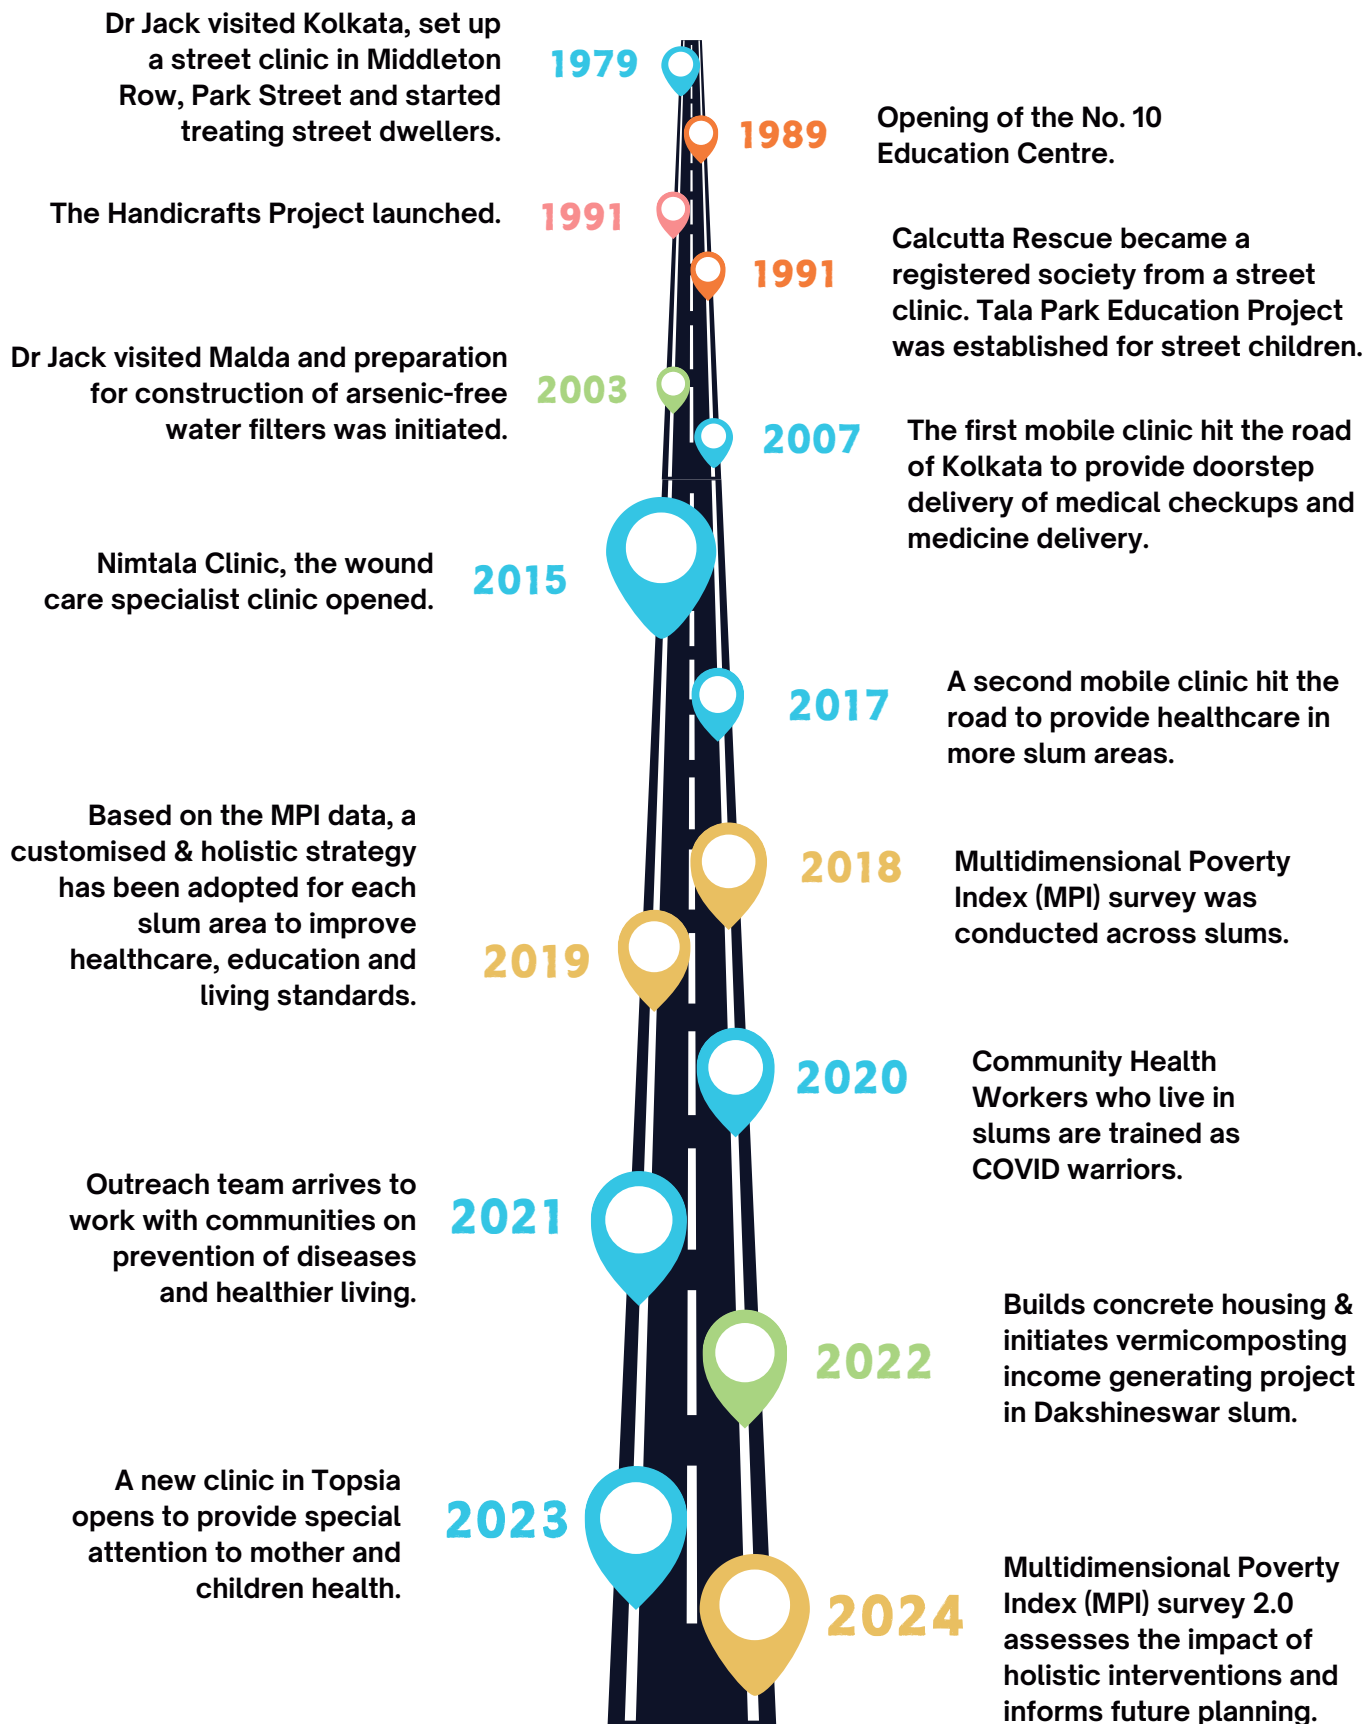 Dr Jack visited Kolkata, set up
a street clinic in Middleton
Row, Park Street and started
treating street dwellers.
1979
1989
Opening of the No. 10
Education Centre.
The Handicrafts Project launched.
1991
1991
Calcutta Rescue became a
registered society from a street
clinic. Tala Park Education Project
was established for street children.
Dr Jack visited Malda and preparation
for construction of arsenic-free
water filters was initiated.
2003
2007
The first mobile clinic hit the road
of Kolkata to provide doorstep
delivery of medical checkups and
medicine delivery.
Nimtala Clinic, the wound
care specialist clinic opened.
2015
2017
A second mobile clinic hit the
road to provide healthcare in
more slum areas.
2018
Multidimensional Poverty
Index (MPI) survey was
conducted across slums.
Based on the MPI data, a
customised & holistic strategy
has been adopted for each
slum area to improve
healthcare, education and
living standards.
2019
2020
Community Health
Workers who live in
slums are trained as
COVID warriors.
Outreach team arrives to
work with communities on
prevention of diseases
and healthier living.
2021
2022
Builds concrete housing &
initiates vermicomposting
income generating project
in Dakshineswar slum.
A new clinic in Topsia
opens to provide special
attention to mother and
children health.
2023
2024
Multidimensional Poverty
Index (MPI) survey 2.0
assesses the impact of
holistic interventions and
informs future planning.